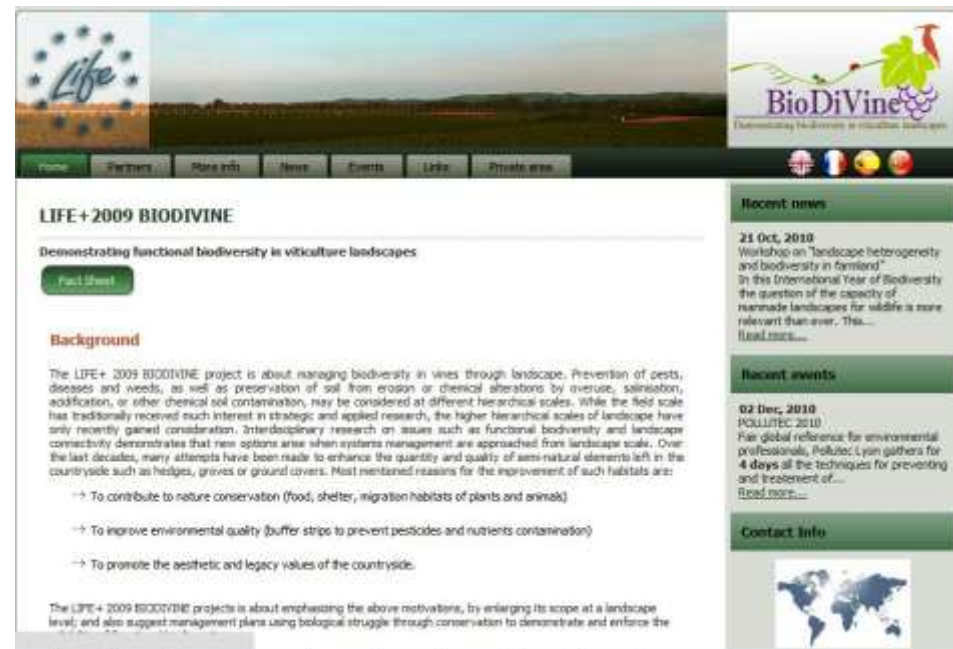 Life
BioDiVine
Demonstrating biodiversity in viticulture landscapes
Home Partners More info News Events Links Private area
LIFE+2009 BIODIVINE
Demonstrating functional biodiversity in viticulture landscapes
Fact Sheet
Background
The LIFE+ 2009 BIODIVINE project is about managing biodiversity in vines through landscape. Prevention of pests,
diseases and weeds, as well as preservation of soil from erosion or chemical alterations by overuse, salinisation,
acidification, or other chemical soil contamination, may be considered at different hierarchical scales. While the field scale
has traditionally received much interest in strategic and applied research, the higher hierarchical scales of landscape have
only recently gained consideration. Interdisciplinary research on issues such as functional biodiversity and landscape
connectivity demonstrates that new options arise when systems management are approached from landscape scale. Over
the last decades, many attempts have been made to enhance the quantity and quality of semi-natural elements left in the
countryside such as hedges, groves or ground covers. Most mentioned reasons for the improvement of such habitats are:
→ To contribute to nature conservation (food, shelter, migration habitats of plants and animals)
→ To improve environmental quality (buffer strips to prevent pesticides and nutrients contamination)
→ To promote the aesthetic and legacy values of the countryside.
The LIFE+ 2009 BIODIVINE projects is about emphasizing the above motivations, by enlarging its scope at a landscape
level; and also suggest management plans using biological struggle through conservation to demonstrate and enforce the
Recent news
21 Oct, 2010
Workshop on "landscape heterogeneity
and biodiversity in farmland"
In this International Year of Biodiversity
the question of the capacity of
manmade landscapes for wildlife is more
relevant than ever. This...
Read more...
Recent events
02 Dec, 2010
POLLUTEC 2010
Fair global reference for environmental
professionals, Pollutec Lyon gathers for
4 days all the techniques for preventing
and treatement of...
Read more...
Contact Info